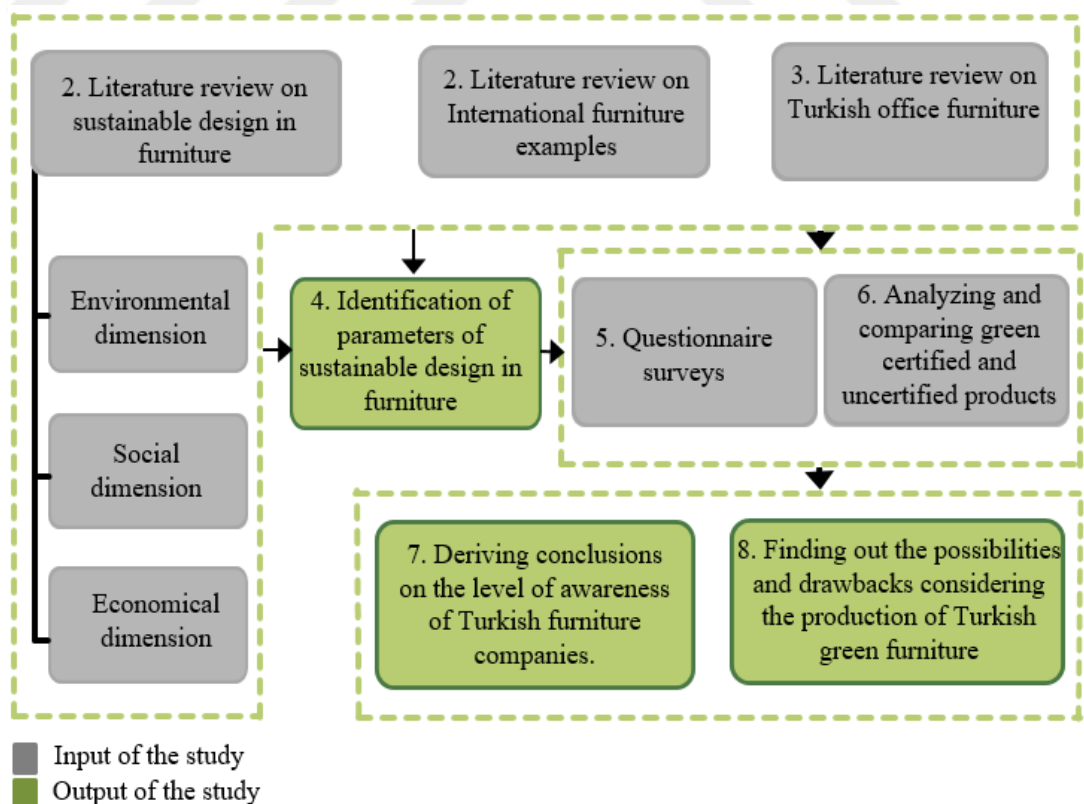 2. Literature review on
sustainable design in
furniture
2. Literature review on
International furniture
examples
3. Literature review on
Turkish office furniture
Environmental
dimension
Social
dimension
Economical
dimension
4. Identification of
parameters of
sustainable design in
furniture
5. Questionnaire
surveys
6. Analyzing and
comparing green
certified and
uncertified products
7. Deriving conclusions
on the level of awareness
of Turkish furniture
companies.
8. Finding out the possibilities
and drawbacks considering
the production of Turkish
green furniture
Input of the study
Output of the study